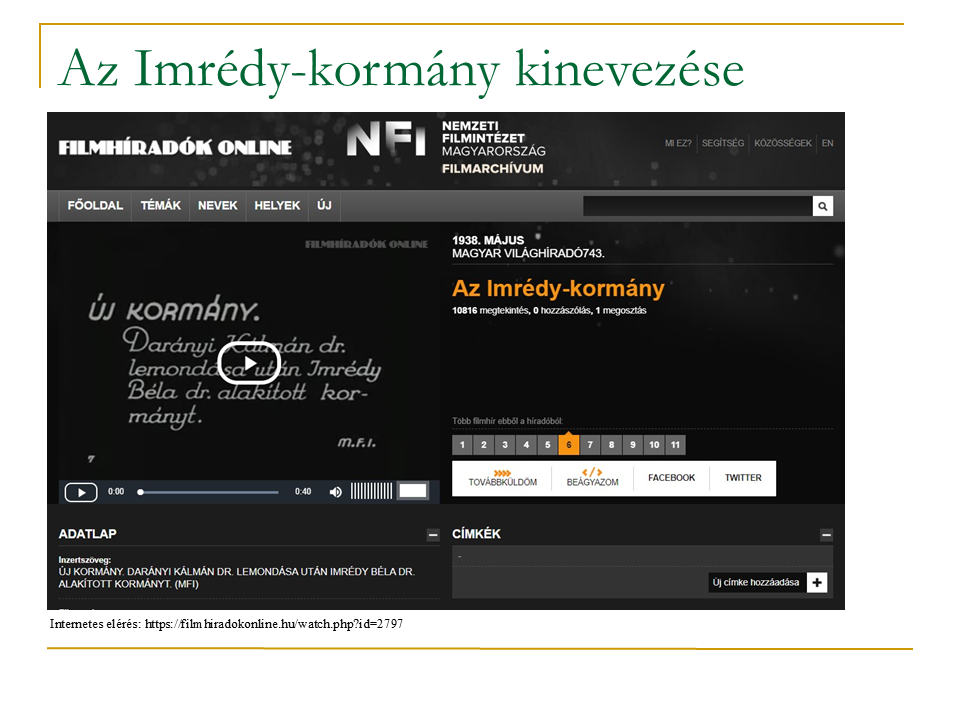 Az Imrédy-kormány kinevezése
FILMHÍRADÓK ONLINE
NFI
NEMZETI
FILMINTÉZET
MAGYARORSZÁG
FILMARCHÍVUM
MI EZ? SEGÍTSÉG KÖZÖSSÉGEK EN
FŐOLDAL TÉMÁK NEVEK HELYEK ÚJ
FILMHÍRADÓK ONLINE
ÚJ KORMÁNY.
Darányi Kálmán dr.
lemondása után Imrédy
Béla dr. alakított kor-
mányt.
M.F.I.
7
0:00 0:40
1938. MÁJUS
MAGYAR VILÁGHÍRADÓ743.
Az Imrédy-kormány
10816 megtekintés, 0 hozzászólás, 1 megosztás
Több filmhír ebből a híradóból:
1 2 3 4 5 6 7 8 9 10 11
TOVÁBBKÜLDÖM BEÁGYAZOM FACEBOOK TWITTER
ADATLAP
Inzertszöveg:
ÚJ KORMÁNY. DARÁNYI KÁLMÁN DR. LEMONDÁSA UTÁN IMRÉDY BÉLA DR.
ALAKÍTOTT KORMÁNYT. (MFI)
CÍMKÉK
-
Új címke hozzáadása
Internetes elérés: https://filmhiradokonline.hu/watch.php?id=2797